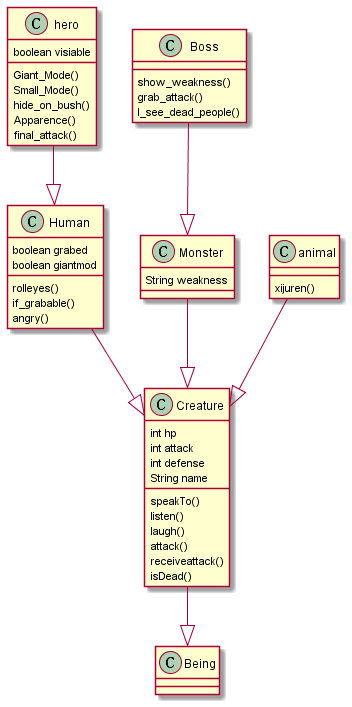 C hero
boolean visiable
Giant_Mode()
Small_Mode()
hide_on_bush()
Apparence()
final_attack()
C Boss
show_weakness()
grab_attack()
I_see_dead_people()
C Human
boolean grabed
boolean giantmod
rolleyes()
if_grabable()
angry()
C Monster
String weakness
C animal
xijuren()
C Creature
int hp
int attack
int defense
String name
speakTo()
listen()
laugh()
attack()
receiveattack()
isDead()
C Being